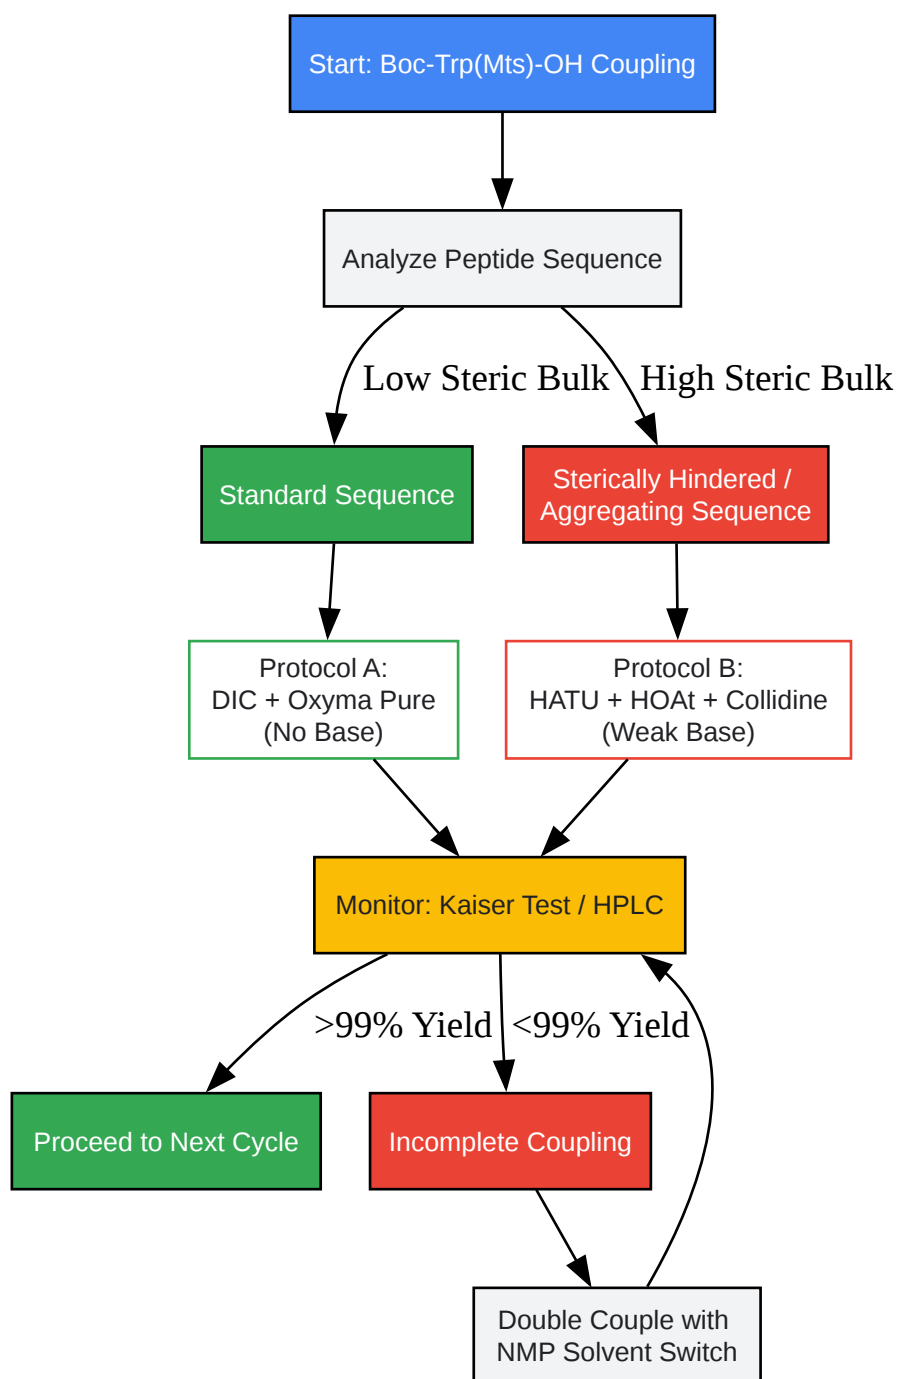 Start: Boc-Trp(Mts)-OH Coupling
Analyze Peptide Sequence
Low Steric Bulk
High Steric Bulk
Standard Sequence
Sterically Hindered /
Aggregating Sequence
Protocol A:
DIC + Oxyma Pure
(No Base)
Protocol B:
HATU + HOAt + Collidine
(Weak Base)
Monitor: Kaiser Test / HPLC
>99% Yield
<99% Yield
Proceed to Next Cycle
Incomplete Coupling
Double Couple with
NMP Solvent Switch